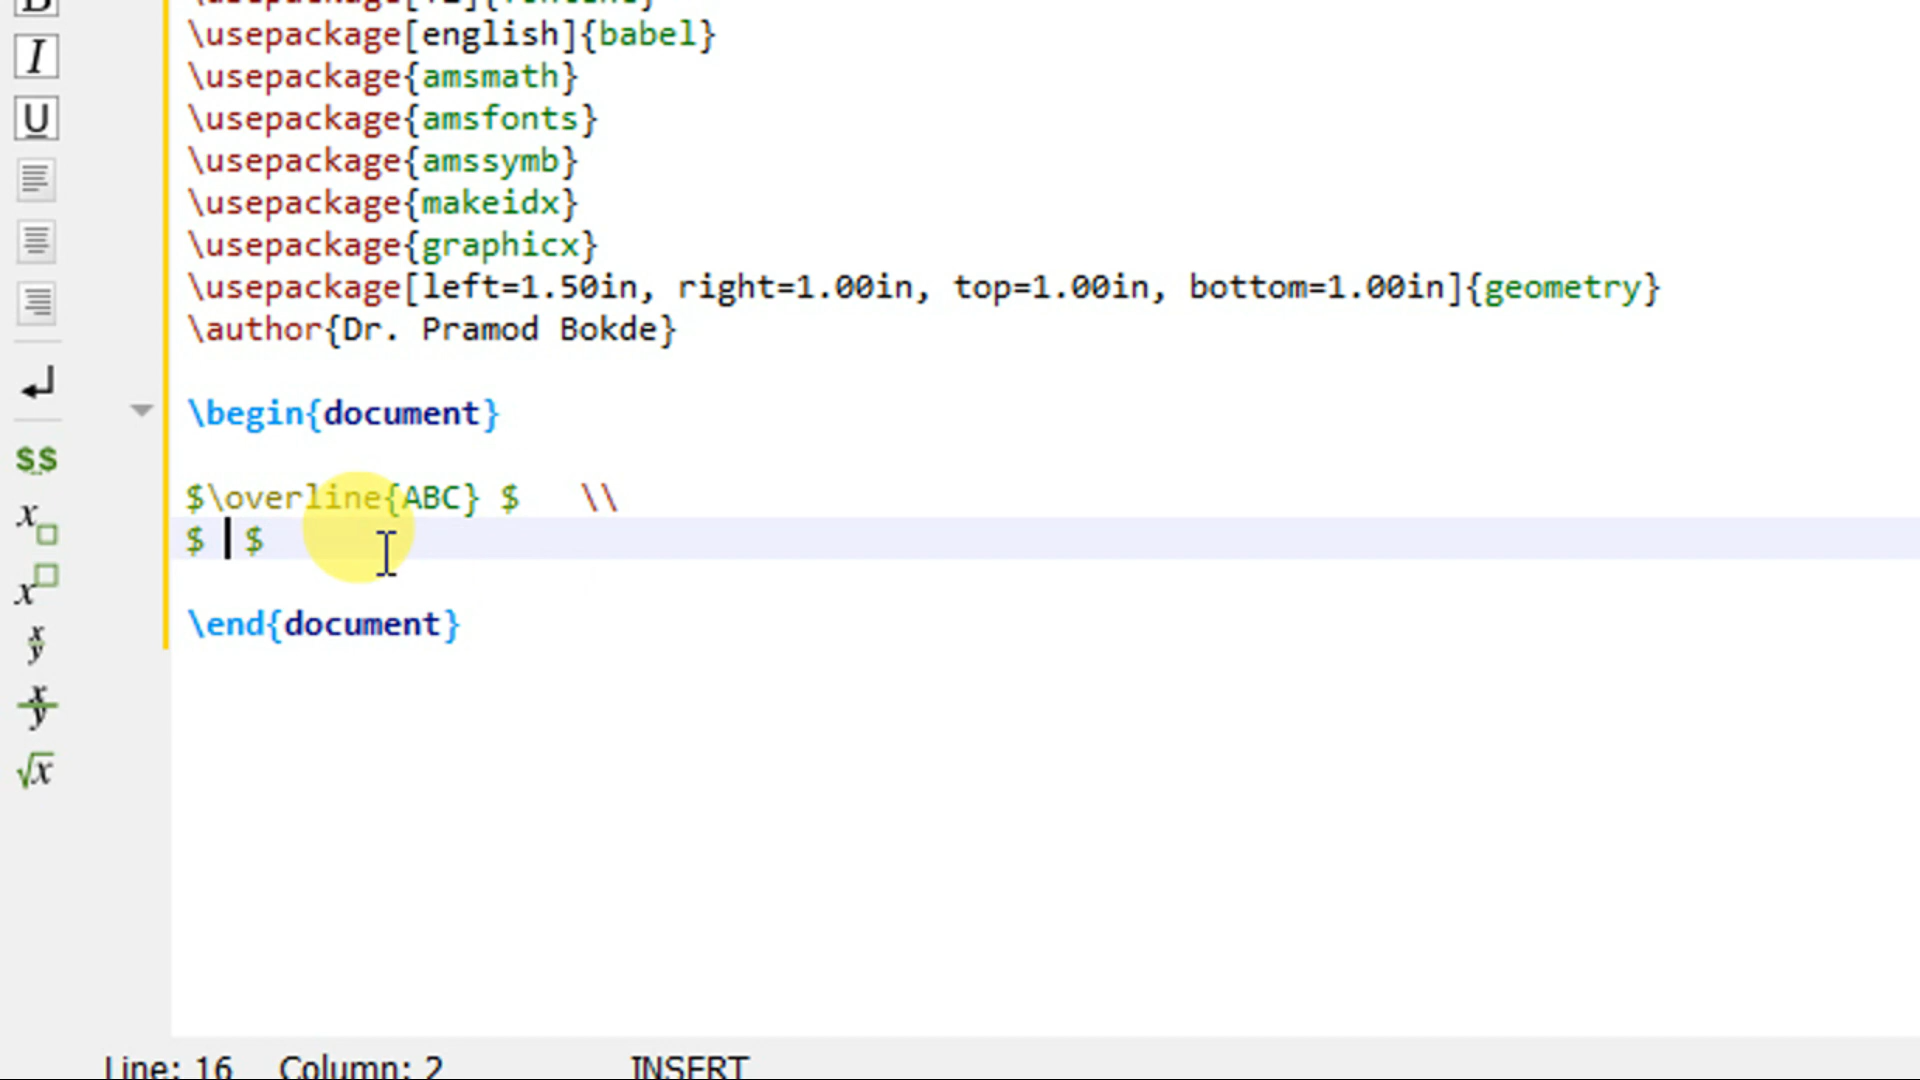 \usepackage[english]{babel}
\usepackage{amsmath}
\usepackage{amsfonts}
\usepackage{amssymb}
\usepackage{makeidx}
\usepackage{graphicx}
\usepackage[left=1.50in, right=1.00in, top=1.00in, bottom=1.00in]{geometry}
\author{Dr. Pramod Bokde}
\begin{document}
$\overline{ABC} $   \\
$  $
\end{document}
B
I
U
$$
x
x
x
y
x
y
√x
Line: 16 Column: 2 INSERT